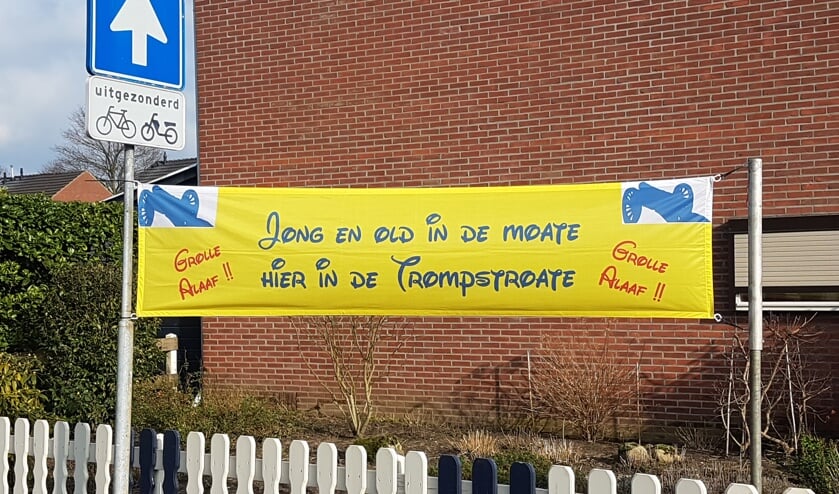 uitgezonderd
Jong en old in de moate
hier in de Trompstroate
Grolle
Alaaf !!
Grolle
Alaaf !!